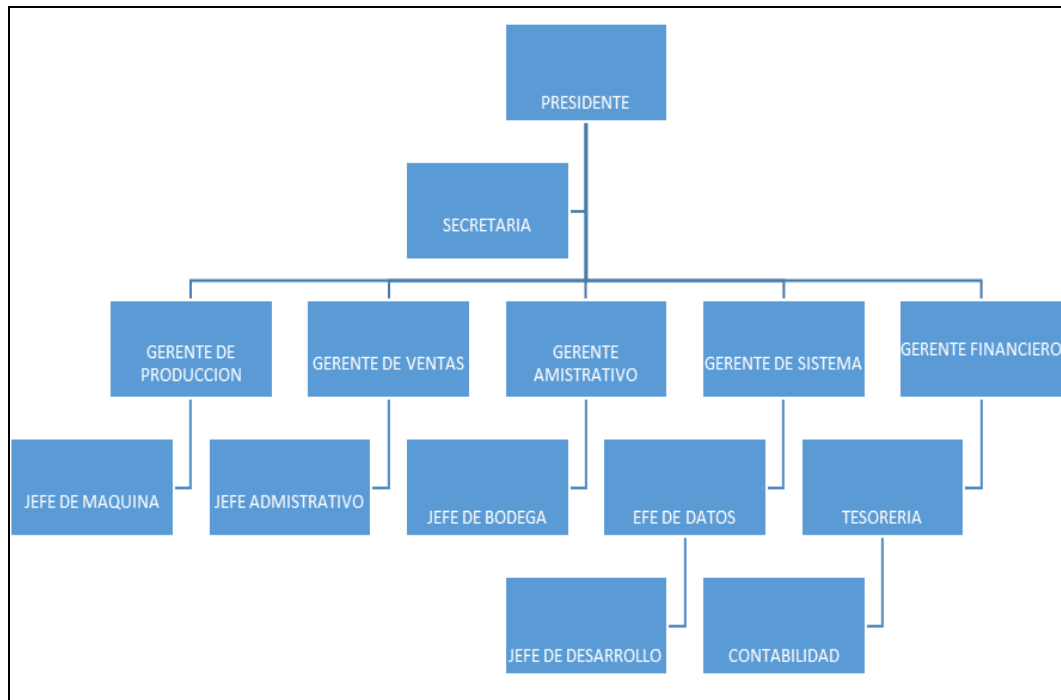 PRESIDENTE
SECRETARIA
GERENTE DE
PRODUCCION
GERENTE DE VENTAS
GERENTE
AMISTRATIVO
GERENTE DE SISTEMA
GERENTE FINANCIERO
JEFE DE MAQUINA
JEFE ADMISTRATIVO
JEFE DE BODEGA
EFE DE DATOS
TESORERIA
JEFE DE DESARROLLO
CONTABILIDAD